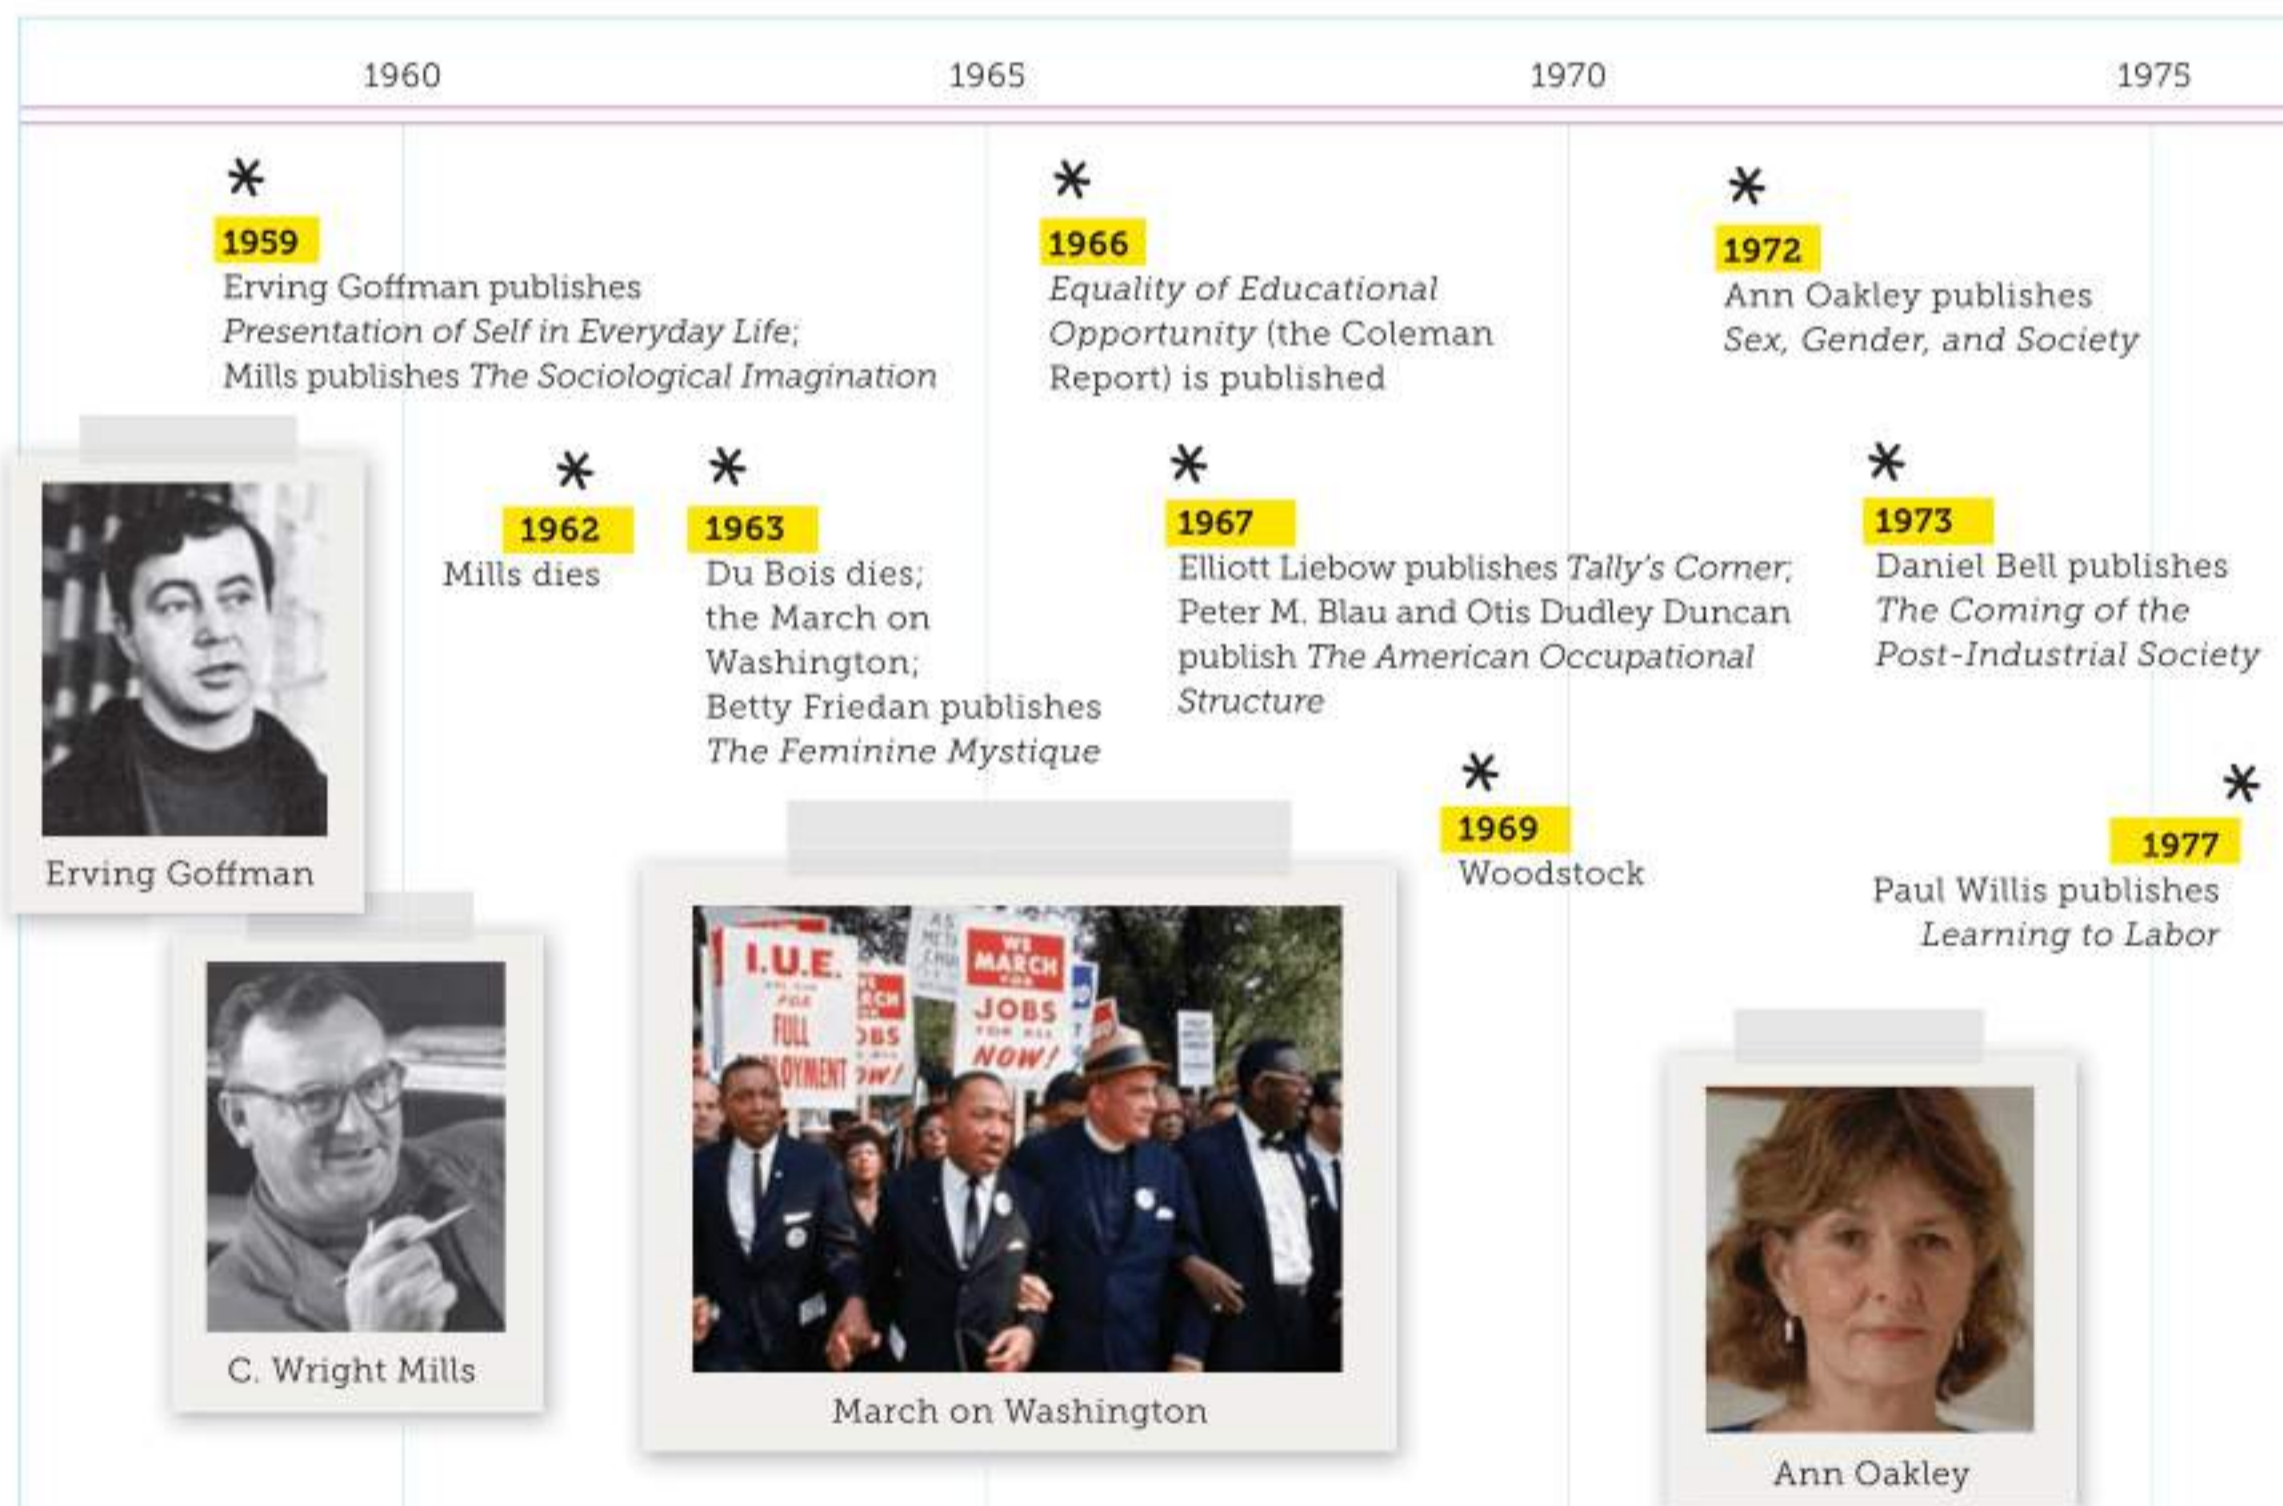 1960
1965
1970
1975
1959
Erving Goffman publishes
Presentation of Self in Everyday Life;
Mills publishes The Sociological Imagination
1966
Equality of Educational
Opportunity (the Coleman
Report) is published
1972
Ann Oakley publishes
Sex, Gender, and Society
1962
Mills dies
1963
Du Bois dies;
the March on
Washington;
Betty Friedan publishes
The Feminine Mystique
1967
Elliott Liebow publishes Tally's Corner;
Peter M. Blau and Otis Dudley Duncan
publish The American Occupational
Structure
1973
Daniel Bell publishes
The Coming of the
Post-Industrial Society
1969
Woodstock
1977
Paul Willis publishes
Learning to Labor
Erving Goffman
C. Wright Mills
I.U.E.
FOR
FULL
WE
MARCH
FOR
JOBS
FOR ALL
NOW!
March on Washington
Ann Oakley